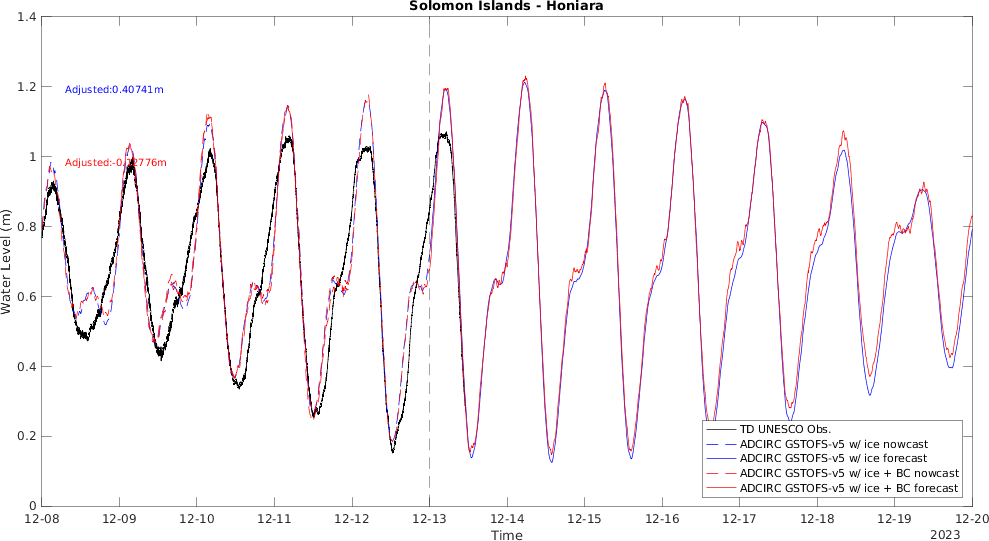 Solomon Islands - Honiara
1.4
1.2
1
0.8
0.6
0.4
0.2
0
Water Level (m)
Adjusted:0.40741m
TD UNESCO Obs.
ADCIRC GSTOFS-v5 w/ ice nowcast
ADCIRC GSTOFS-v5 w/ ice forecast
ADCIRC GSTOFS-v5 w/ ice + BC nowcast
ADCIRC GSTOFS-v5 w/ ice + BC forecast
12-08 12-09 12-10 12-11 12-12 12-13 12-14 12-15 12-16 12-17 12-18 12-19 12-20
Time
2023